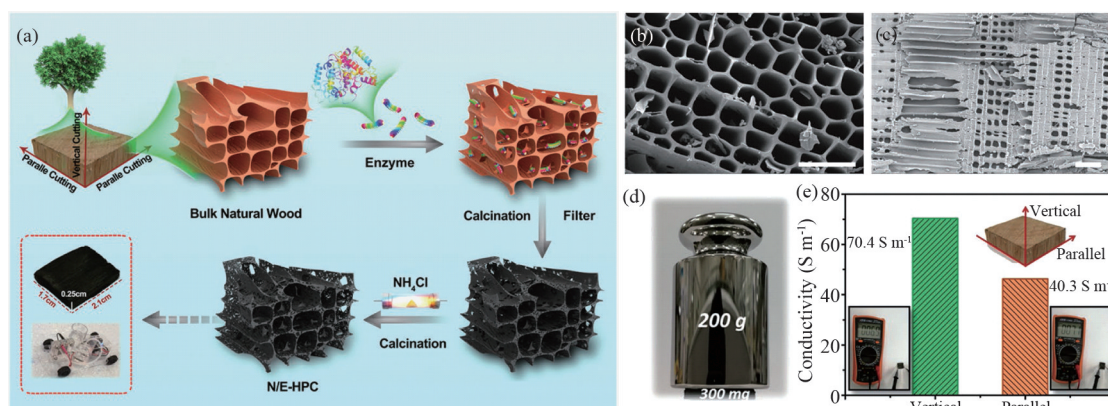 (a)
Vertical Cutting
Paralle Cutting
Paralle Cutting
Bulk Natural Wood
Enzyme
Calcination
Filter
NH₄Cl
Calcination
N/E-HPC
0.25cm
1.7cm
2.1cm
(b)
(c)
(d)
200 g
300 mg
(e)
Conductivity (S m⁻¹)
80
60
40
20
0
70.4 S m⁻¹
40.3 S m⁻¹
Vertical
Parallel
Vertical
Parallel